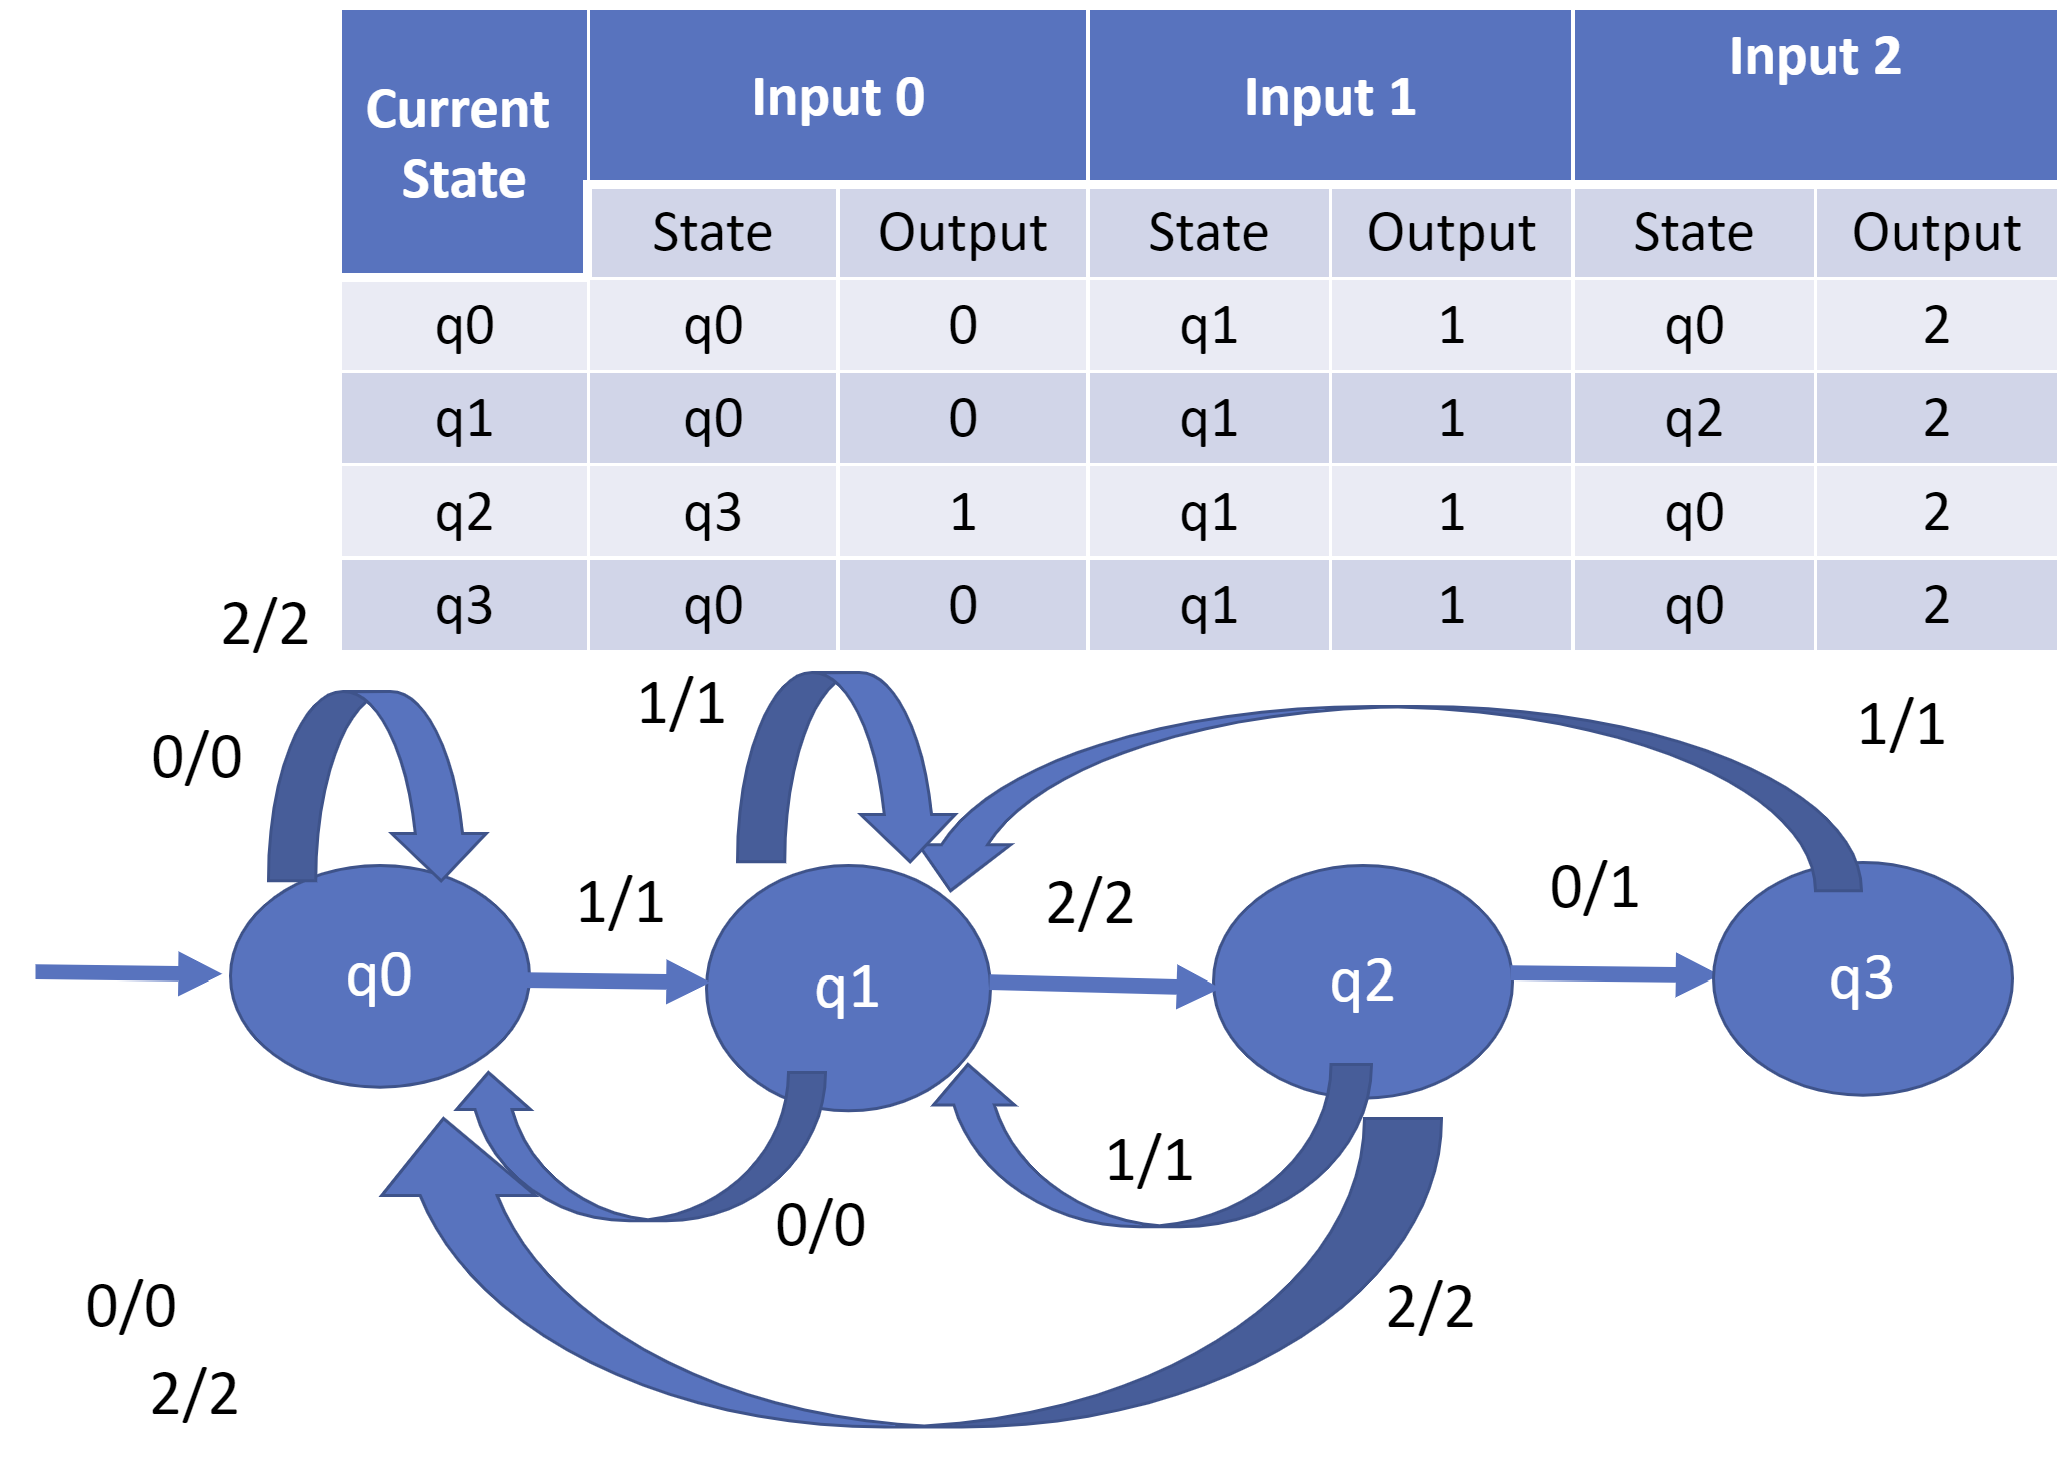 Current State Input 0 Input 1 Input 2
State Output State Output State Output
q0 q0 0 q1 1 q0 2
q1 q0 0 q1 1 q2 2
q2 q3 1 q1 1 q0 2
q3 q0 0 q1 1 q0 2
2/2
0/0
1/1
1/1
1/1
2/2
0/1
q0
q1
q2
q3
1/1
0/0
0/0
2/2
2/2